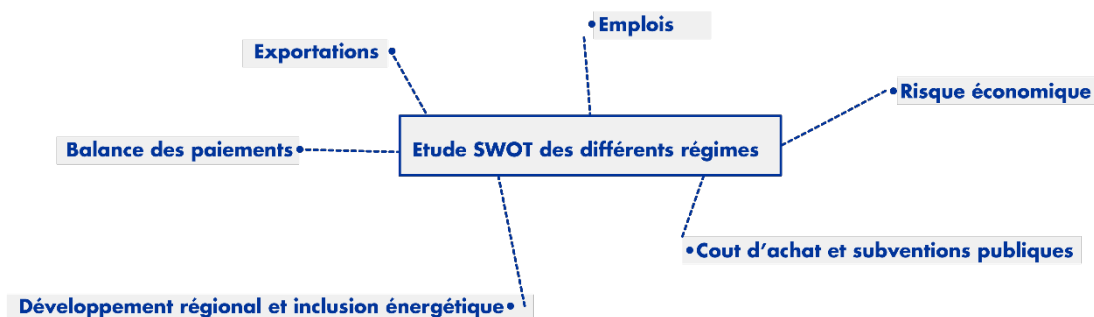 •Emplois
Exportations •
•Risque économique
Balance des paiements•
Etude SWOT des différents régimes
•Cout d’achat et subventions publiques
Développement régional et inclusion énergétique•